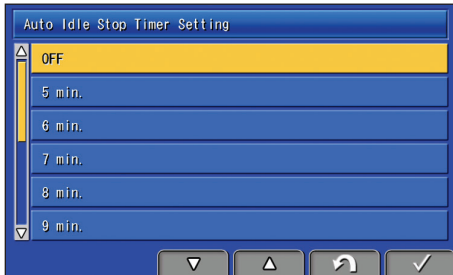 Auto Idle Stop Timer Setting
OFF
5 min.
6 min.
7 min.
8 min.
9 min.